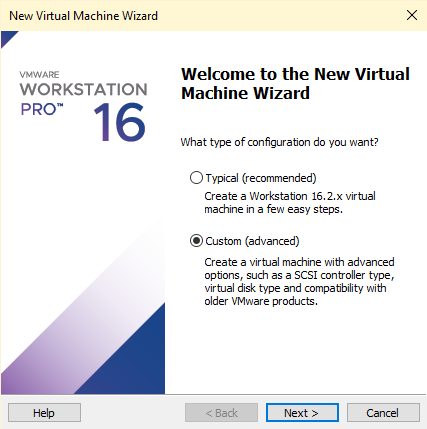 New Virtual Machine Wizard
VMWARE
WORKSTATION
PRO™ 16
Welcome to the New Virtual
Machine Wizard
What type of configuration do you want?
Typical (recommended)
Create a Workstation 16.2.x virtual
machine in a few easy steps.
Custom (advanced)
Create a virtual machine with advanced
options, such as a SCSI controller type,
virtual disk type and compatibility with
older VMware products.
Help
< Back
Next >
Cancel